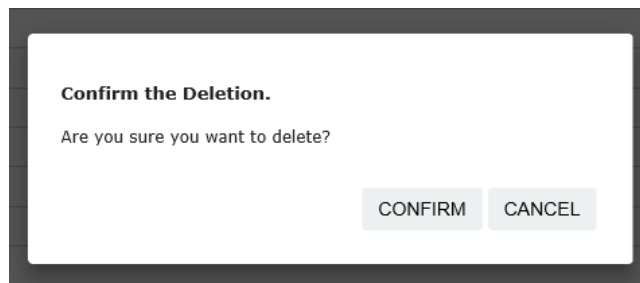 Confirm the Deletion.
Are you sure you want to delete?
CONFIRM CANCEL